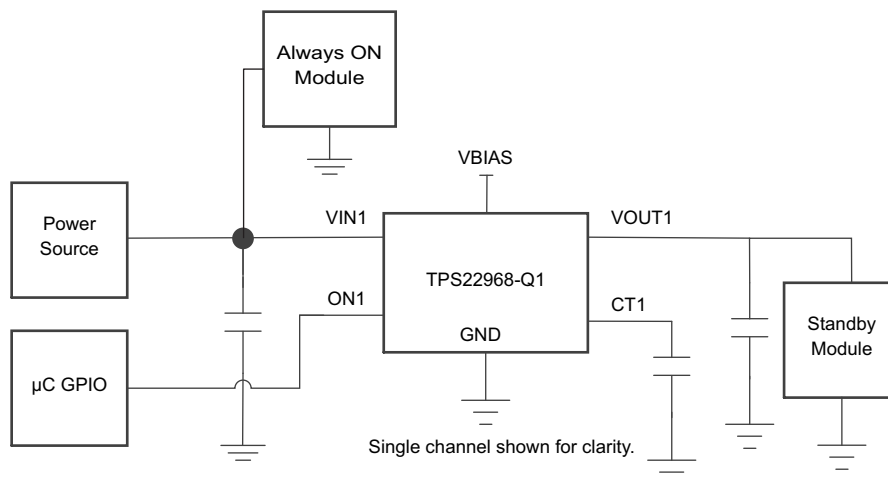 Always ON
Module
VBIAS
Power
Source
VIN1
VOUT1
TPS22968-Q1
ON1
CT1
GND
Standby
Module
µC GPIO
Single channel shown for clarity.